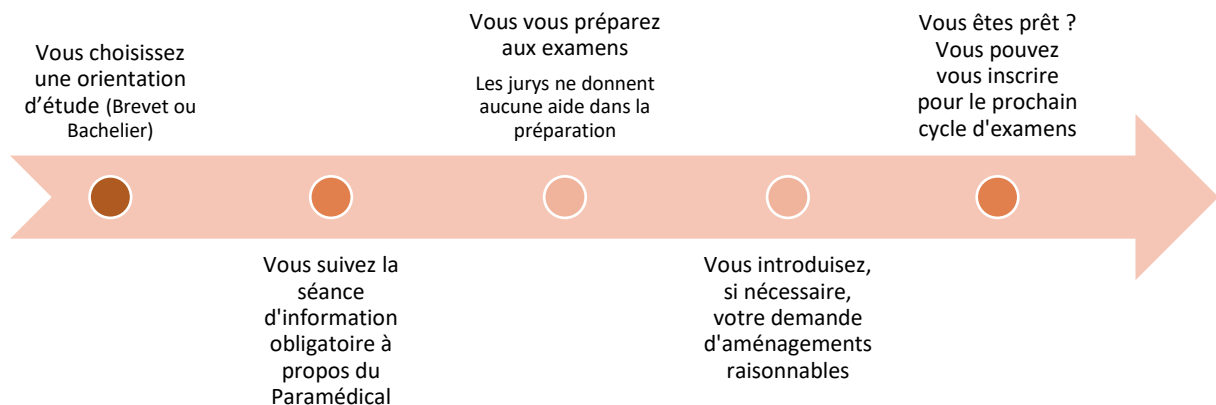 Vous choisissez
une orientation
d'étude (Brevet ou
Bachelier)
Vous suivez la
séance
d'information
obligatoire à
propos du
Paramédical
Vous vous préparez
aux examens
Les jurys ne donnent
aucune aide dans la
préparation
Vous introduisez,
si nécessaire,
votre demande
d'aménagements
raisonnables
Vous êtes prêt ?
Vous pouvez
vous inscrire
pour le prochain
cycle d'examens